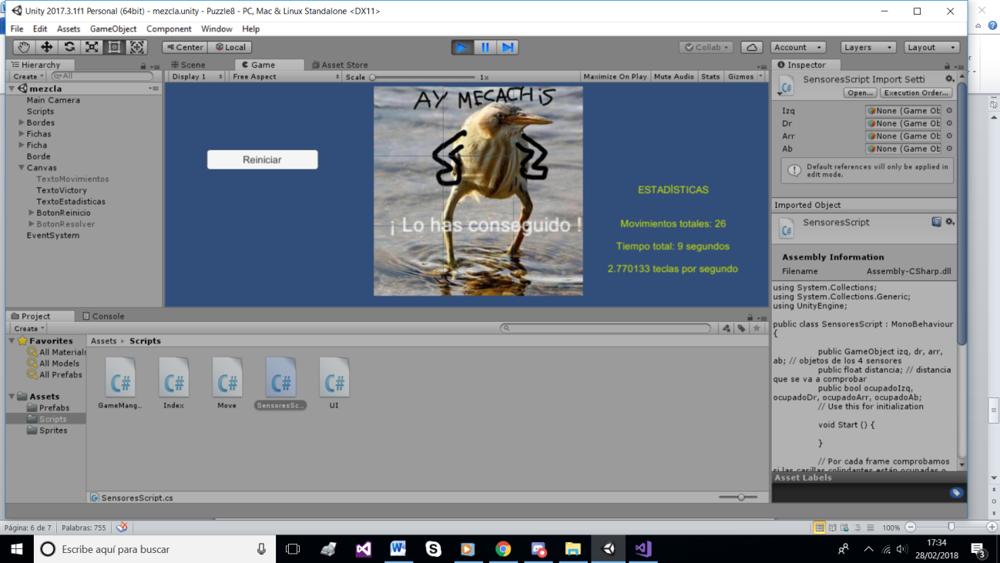 Unity 2017.3.1f1 Personal (64bit) - mezcla.unity - Puzzle8 - PC, Mac & Linux Standalone <DX11>
File Edit Assets GameObject Component Window Help
Center Local Collab Account Layers Layout
Hierarchy
Create All
mezcla
Main Camera
Scripts
Bordes
Fichas
Ficha
Borde
Canvas
TextoMovimientos
TextoVictory
TextoEstadisticas
BotonReinicio
BotonResolver
EventSystem
Scene Game Asset Store
Display 1 Free Aspect Scale 1x Maximize On Play Mute Audio Stats Gizmos
AY MECACHIS
Reiniciar
¡ Lo has conseguido !
ESTADÍSTICAS
Movimientos totales: 26
Tiempo total: 9 segundos
2.770133 teclas por segundo
Inspector
SensoresScript Import Setti
Open... Execution Order...
Izq None (Game Ob
Dr None (Game Ob
Arr None (Game Ob
Ab None (Game Ob
Default references will only be applied in
edit mode.
Imported Object
SensoresScript
Assembly Information
Filename Assembly-CSharp.dll
using System.Collections;
using System.Collections.Generic;
using UnityEngine;
public class SensoresScript : MonoBehaviour
{
public GameObject izq, dr, arr,
ab; // objetos de los 4 sensores
public float distancia; // distancia
que se va a comprobar
public bool ocupadoIzq,
ocupadoDr, ocupadoArr, ocupadoAb;
// Use this for initialization
void Start () {
}
// Por cada frame comprobamos
si las casillas colindantes están ocupadas o
Asset Labels
Project Console
Create
Favorites
All Materials
All Models
All Prefabs
Assets
Prefabs
Scripts
Sprites
Assets ▸ Scripts
GameMang... Index Move SensoresSc... UI
SensoresScript.cs
Página: 6 de 7 Palabras: 755 100%
Escribe aquí para buscar
17:34
28/02/2018
3